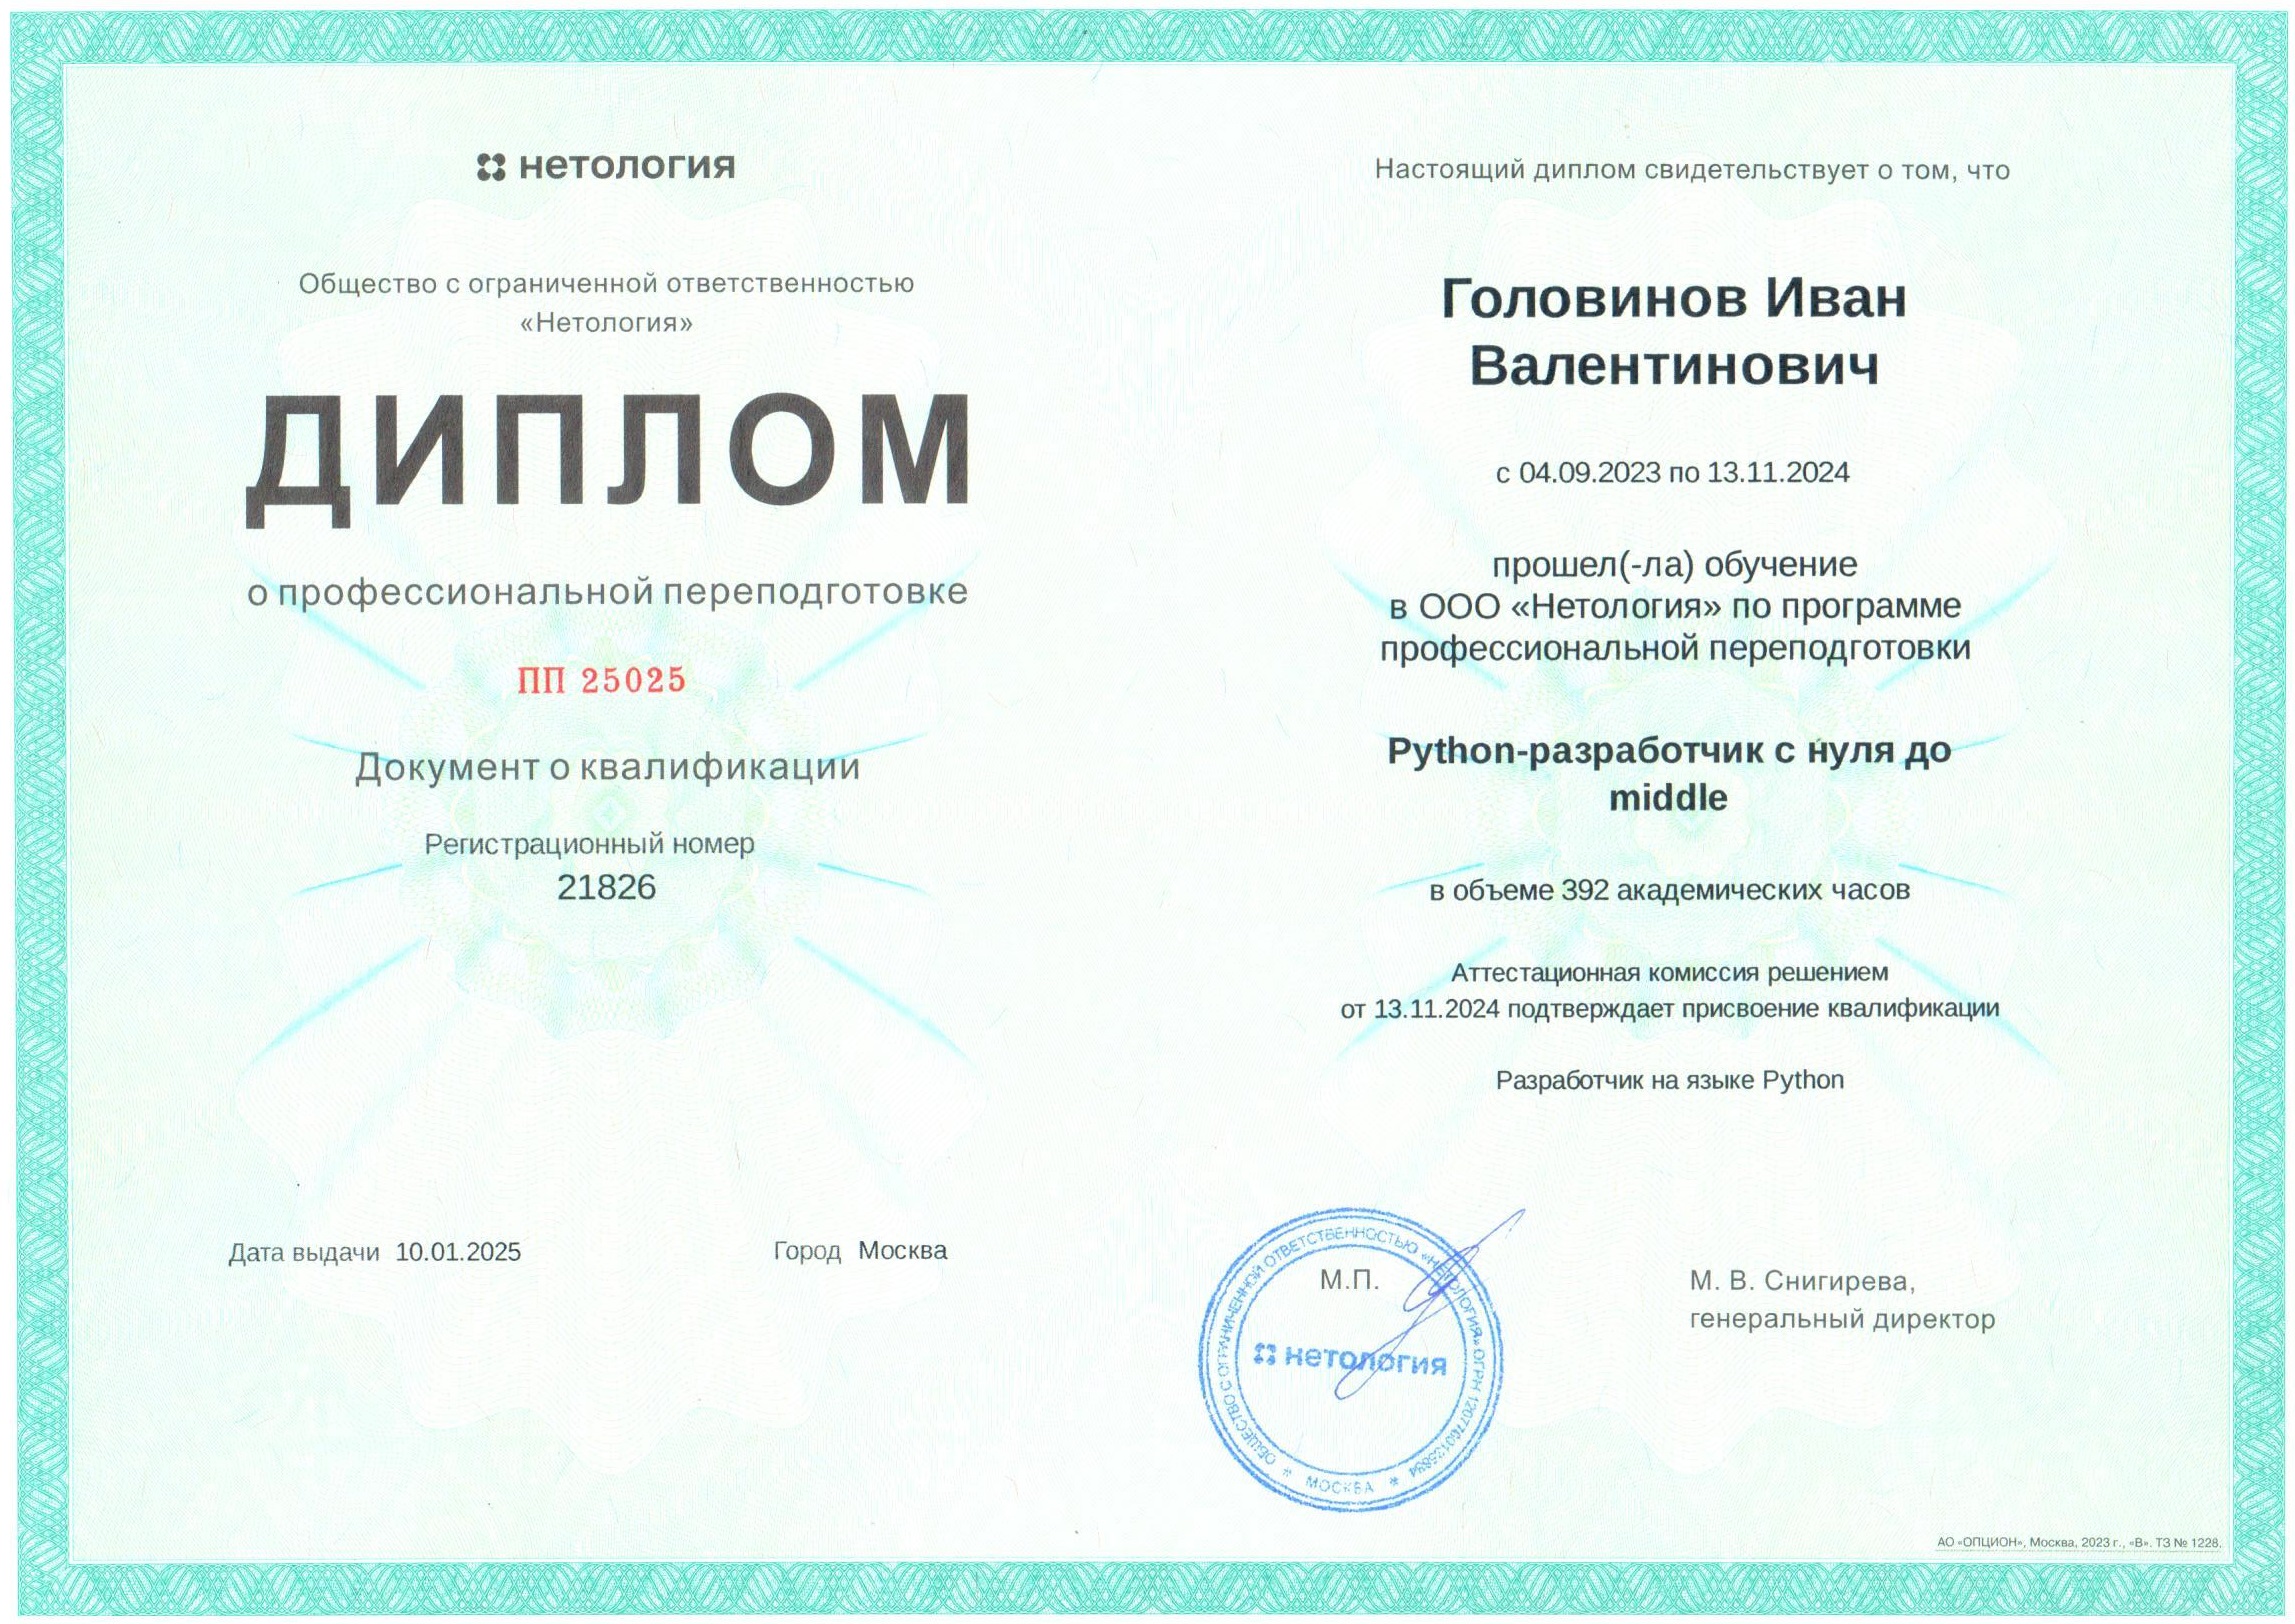 нетология
Общество с ограниченной ответственностью
«Нетология»
ДИПЛОМ
о профессиональной переподготовке
ПП 25025
Документ о квалификации
Регистрационный номер
21826
Дата выдачи 10.01.2025
Город Москва
Настоящий диплом свидетельствует о том, что
Головинов Иван
Валентинович
с 04.09.2023 по 13.11.2024
прошел(-ла) обучение
в ООО «Нетология» по программе
профессиональной переподготовки
Python-разработчик с нуля до
middle
в объеме 392 академических часов
Аттестационная комиссия решением
от 13.11.2024 подтверждает присвоение квалификации
Разработчик на языке Python
М.П.
ОБЩЕСТВО С ОГРАНИЧЕННОЙ ОТВЕТСТВЕННОСТЬЮ «НЕТОЛОГИЯ» ОГРН
* МОСКВА *
нетология
М. В. Снигирева,
генеральный директор
АО «ОПЦИОН», Москва, 2023 г., «В». ТЗ № 1228.